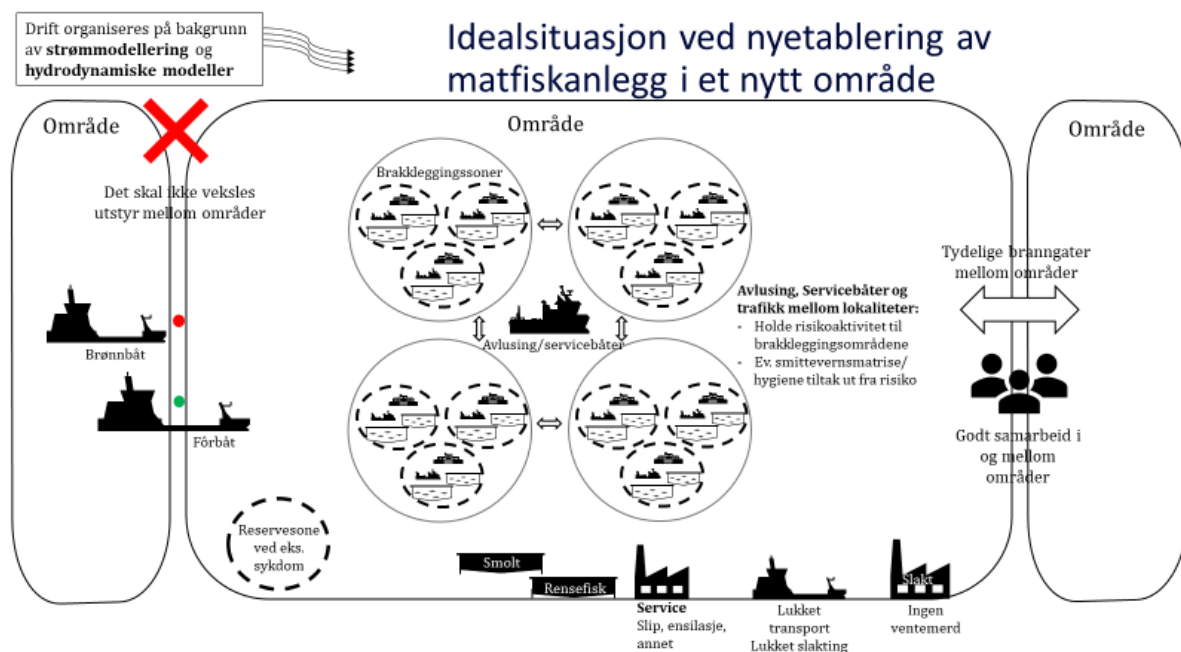 Drift organiseres på bakgrunn
av strømmodellering og
hydrodynamiske modeller
Idealsituasjon ved nyetablering av
matfiskanlegg i et nytt område
Område
Område
Område
Det skal ikke veksles
utstyr mellom områder
Brakkleggingssoner
Brønnbåt
Fôrbåt
Avlusing/servicebåter
Avlusing, Servicebåter og
trafikk mellom lokaliteter:
- Holde risikoaktivitet til
brakkleggingsområdene
- Ev. smittevernsmatrise/
hygiene tiltak ut fra risiko
Tydelige branngater
mellom områder
Godt samarbeid i
og mellom
områder
Reservesone
ved eks.
sykdom
Smolt
Rensefisk
Service
Slip, ensilasje,
annet
Lukket
transport
Lukket slakting
Slakt
Ingen
ventemerd